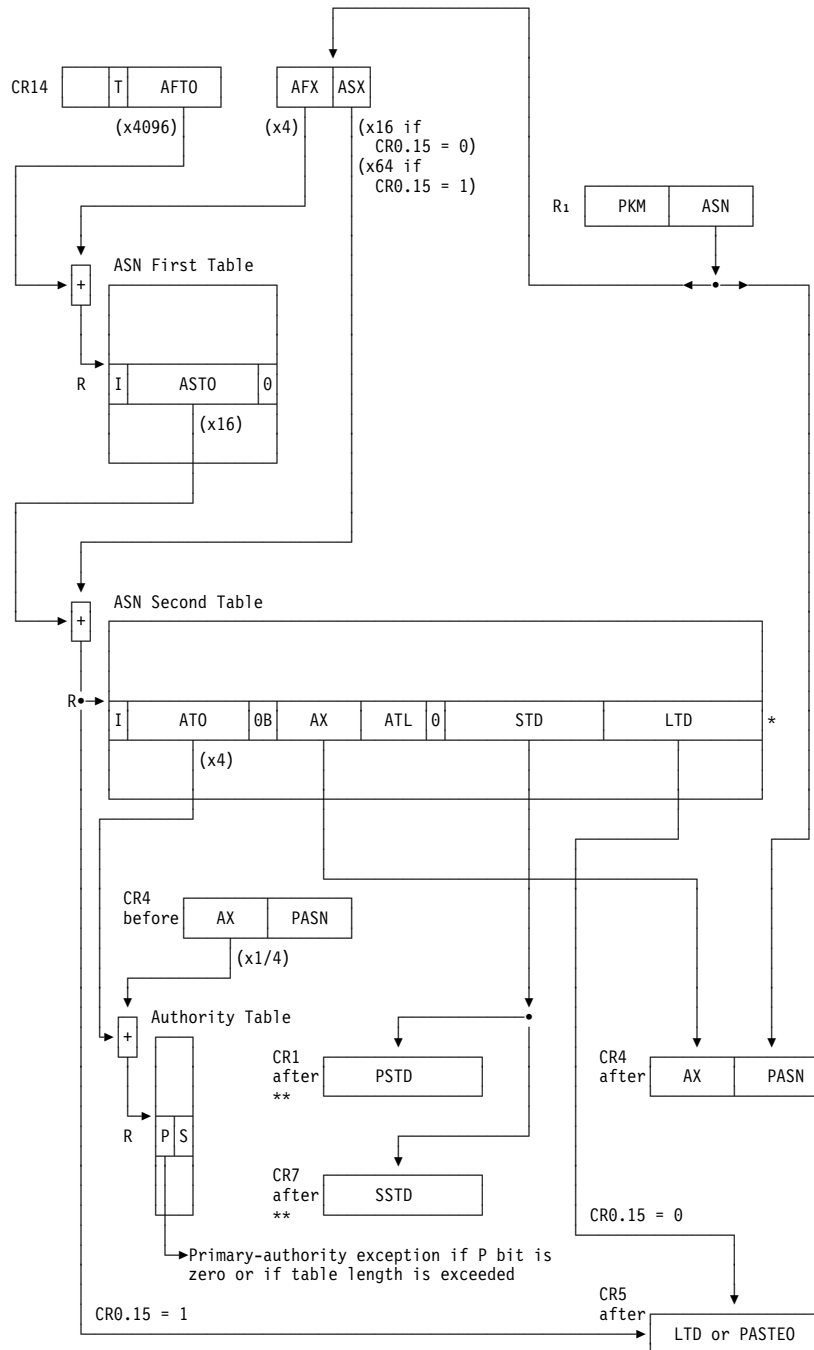 CR14 T AFTO AFX ASX
(x4096) (x4) (x16 if
CR0.15 = 0)
(x64 if
CR0.15 = 1)
R₁ PKM ASN
ASN First Table
+
R I ASTO 0
(x16)
ASN Second Table
+
R I ATO 0B AX ATL 0 STD LTD *
(x4)
CR4
before AX PASN
(x1/4)
Authority Table
+
CR1
after PSTD
**
CR4
after AX PASN
R P S
CR7
after SSTD
**
CR0.15 = 0
Primary-authority exception if P bit is
zero or if table length is exceeded
CR0.15 = 1
CR5
after
LTD or PASTEO